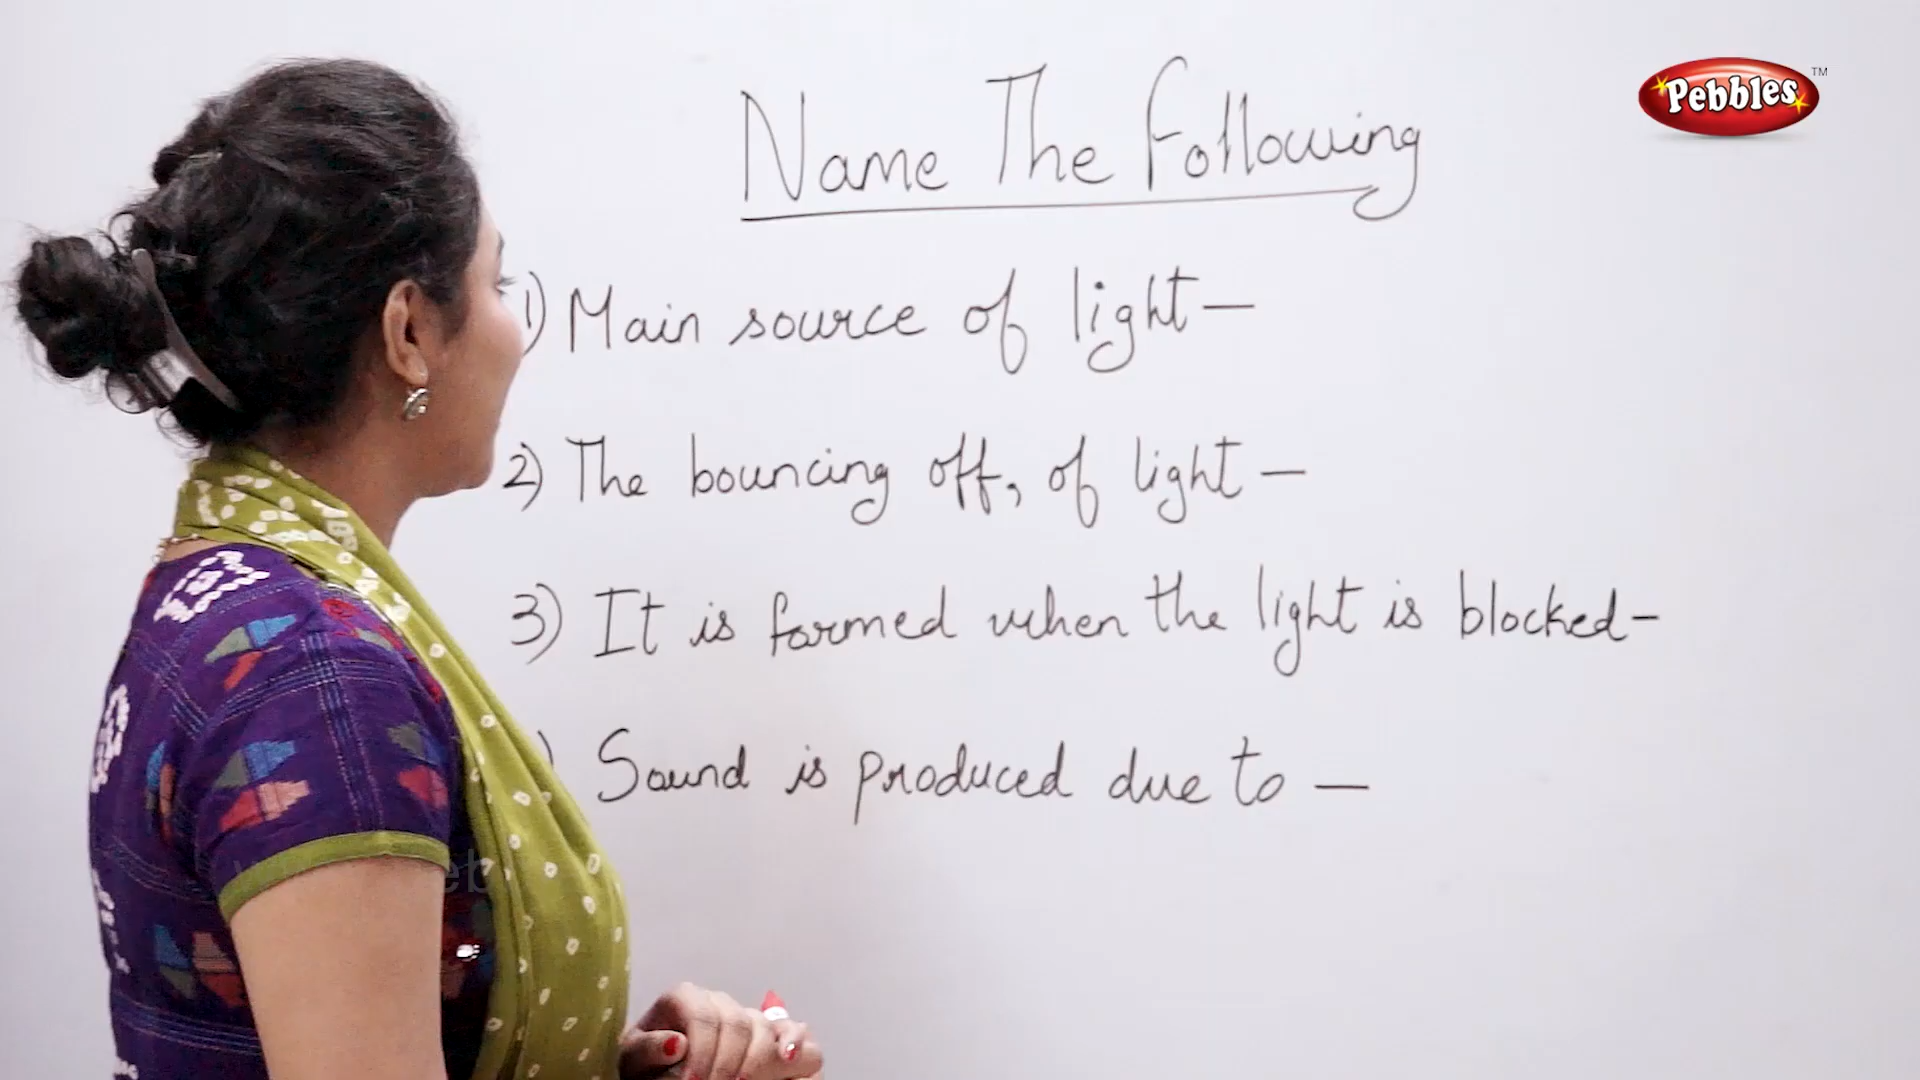 Pebbles™
Name The Following
1) Main source of light —
2) The bouncing off, of light —
3) It is formed when the light is blocked -
) Sound is produced due to —